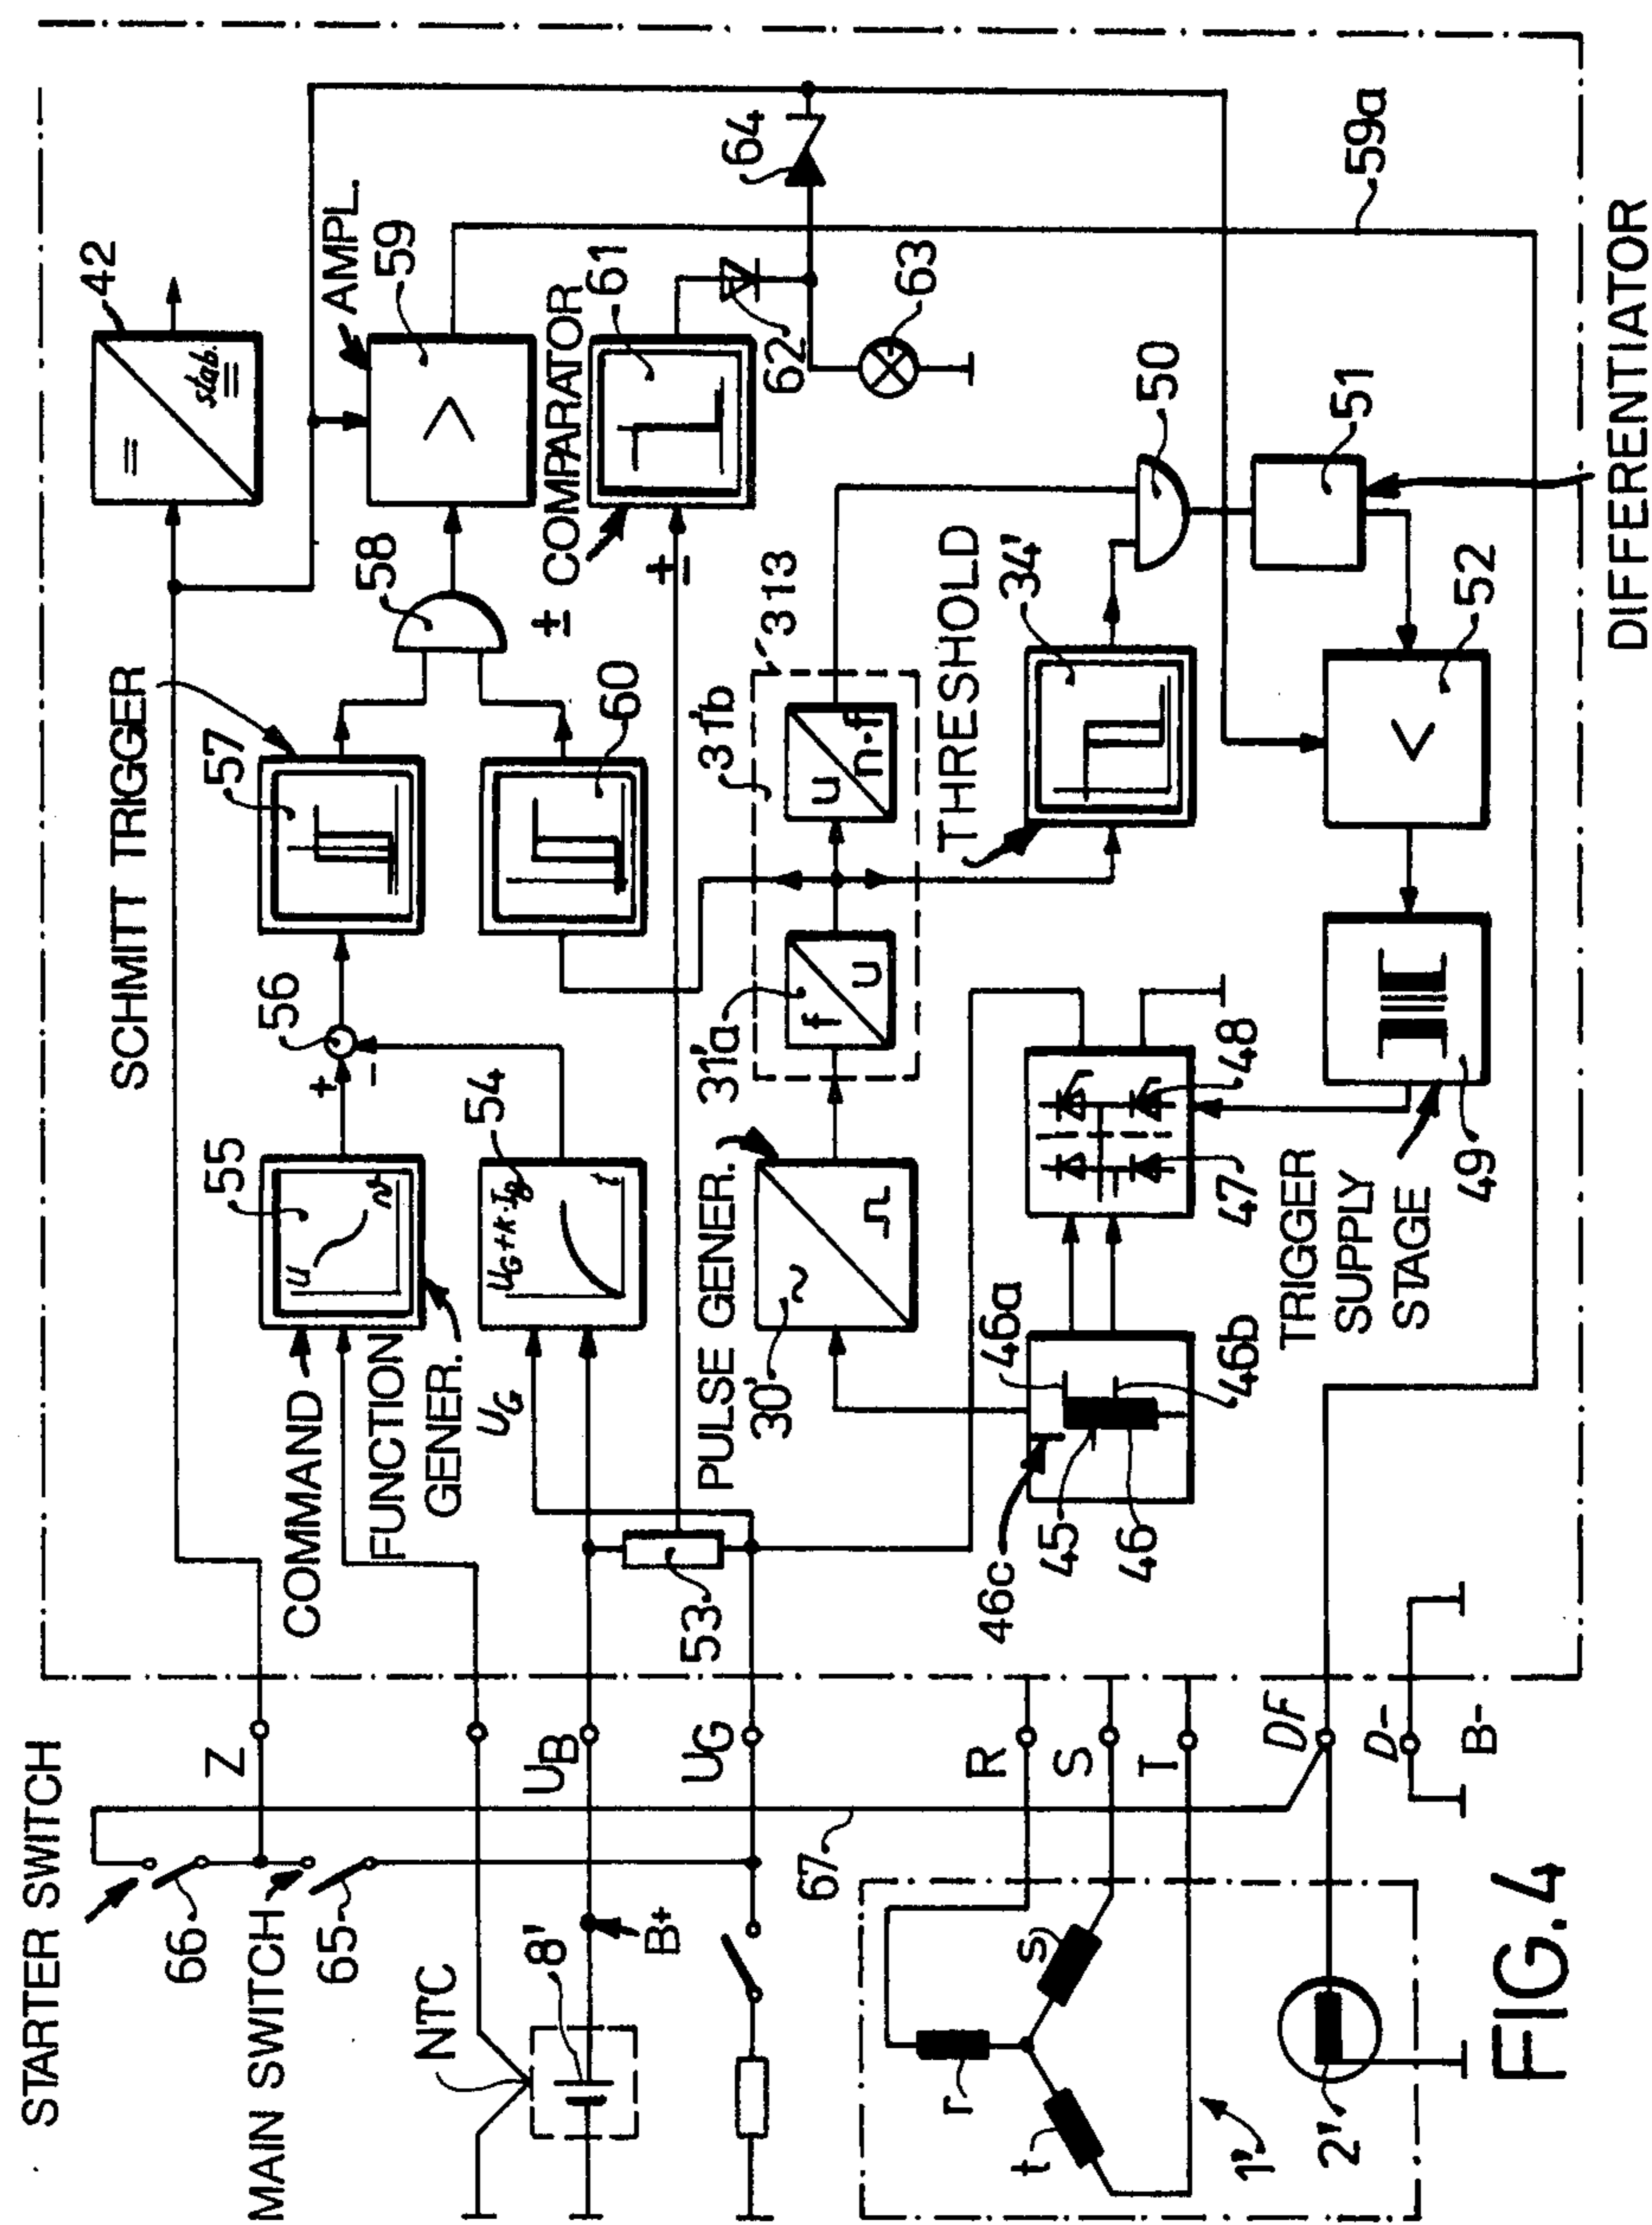 STARTER SWITCH
66
MAIN SWITCH
65
NTC
8'
B+
Z
UB
UG
R
S
T
DF
D-
B-
67
r
s
t
1'
2'
FIG. 4
COMMAND
FUNCTION
GENER.
55
U
UG
54
UG+k·IB
t
53
56
+
-
SCHMITT TRIGGER
57
60
58
±
42
=
stab.
=
AMPL.
59
>
COMPARATOR
61
±
62
63
64
59a
PULSE GENER.
30'
~
31'a
f
u
31'b
u
n·f
313
THRESHOLD
34'
50
51
DIFFERENTIATOR
52
<
49
TRIGGER
SUPPLY
STAGE
48
47
46a
46b
46c
45
46